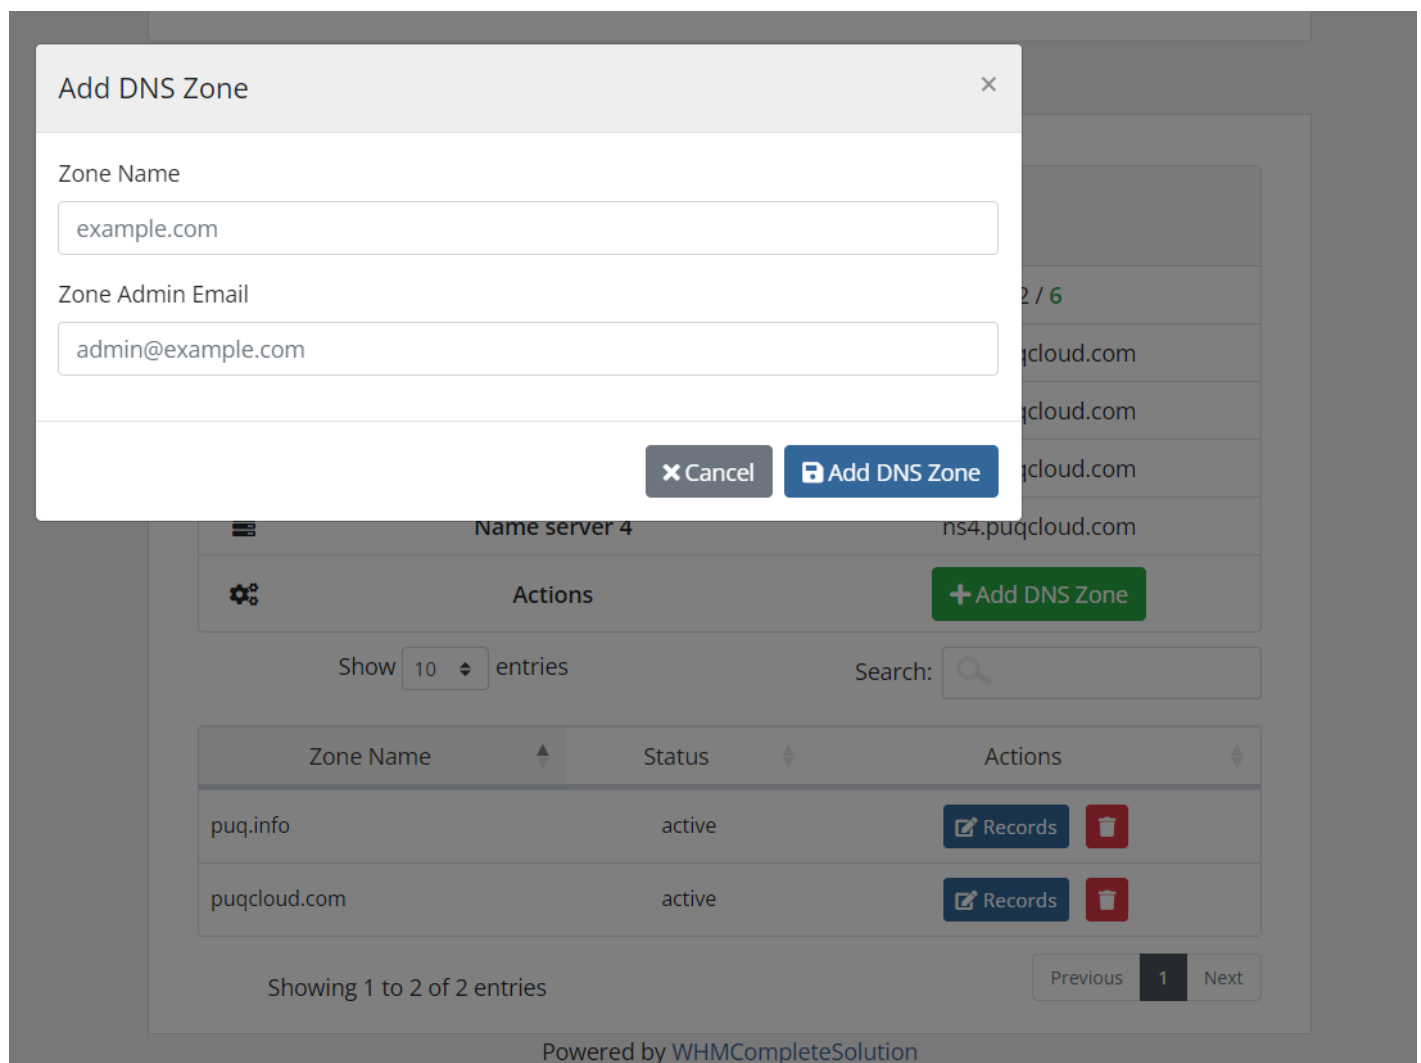 Add DNS Zone ×
Zone Name
example.com
Zone Admin Email
admin@example.com
Cancel Add DNS Zone
2 / 6
qcloud.com
qcloud.com
qcloud.com
Name server 4 ns4.puqcloud.com
Actions Add DNS Zone
Show 10 entries Search:
Zone Name Status Actions
puq.info active Records
puqcloud.com active Records
Showing 1 to 2 of 2 entries Previous 1 Next
Powered by WHMCompleteSolution